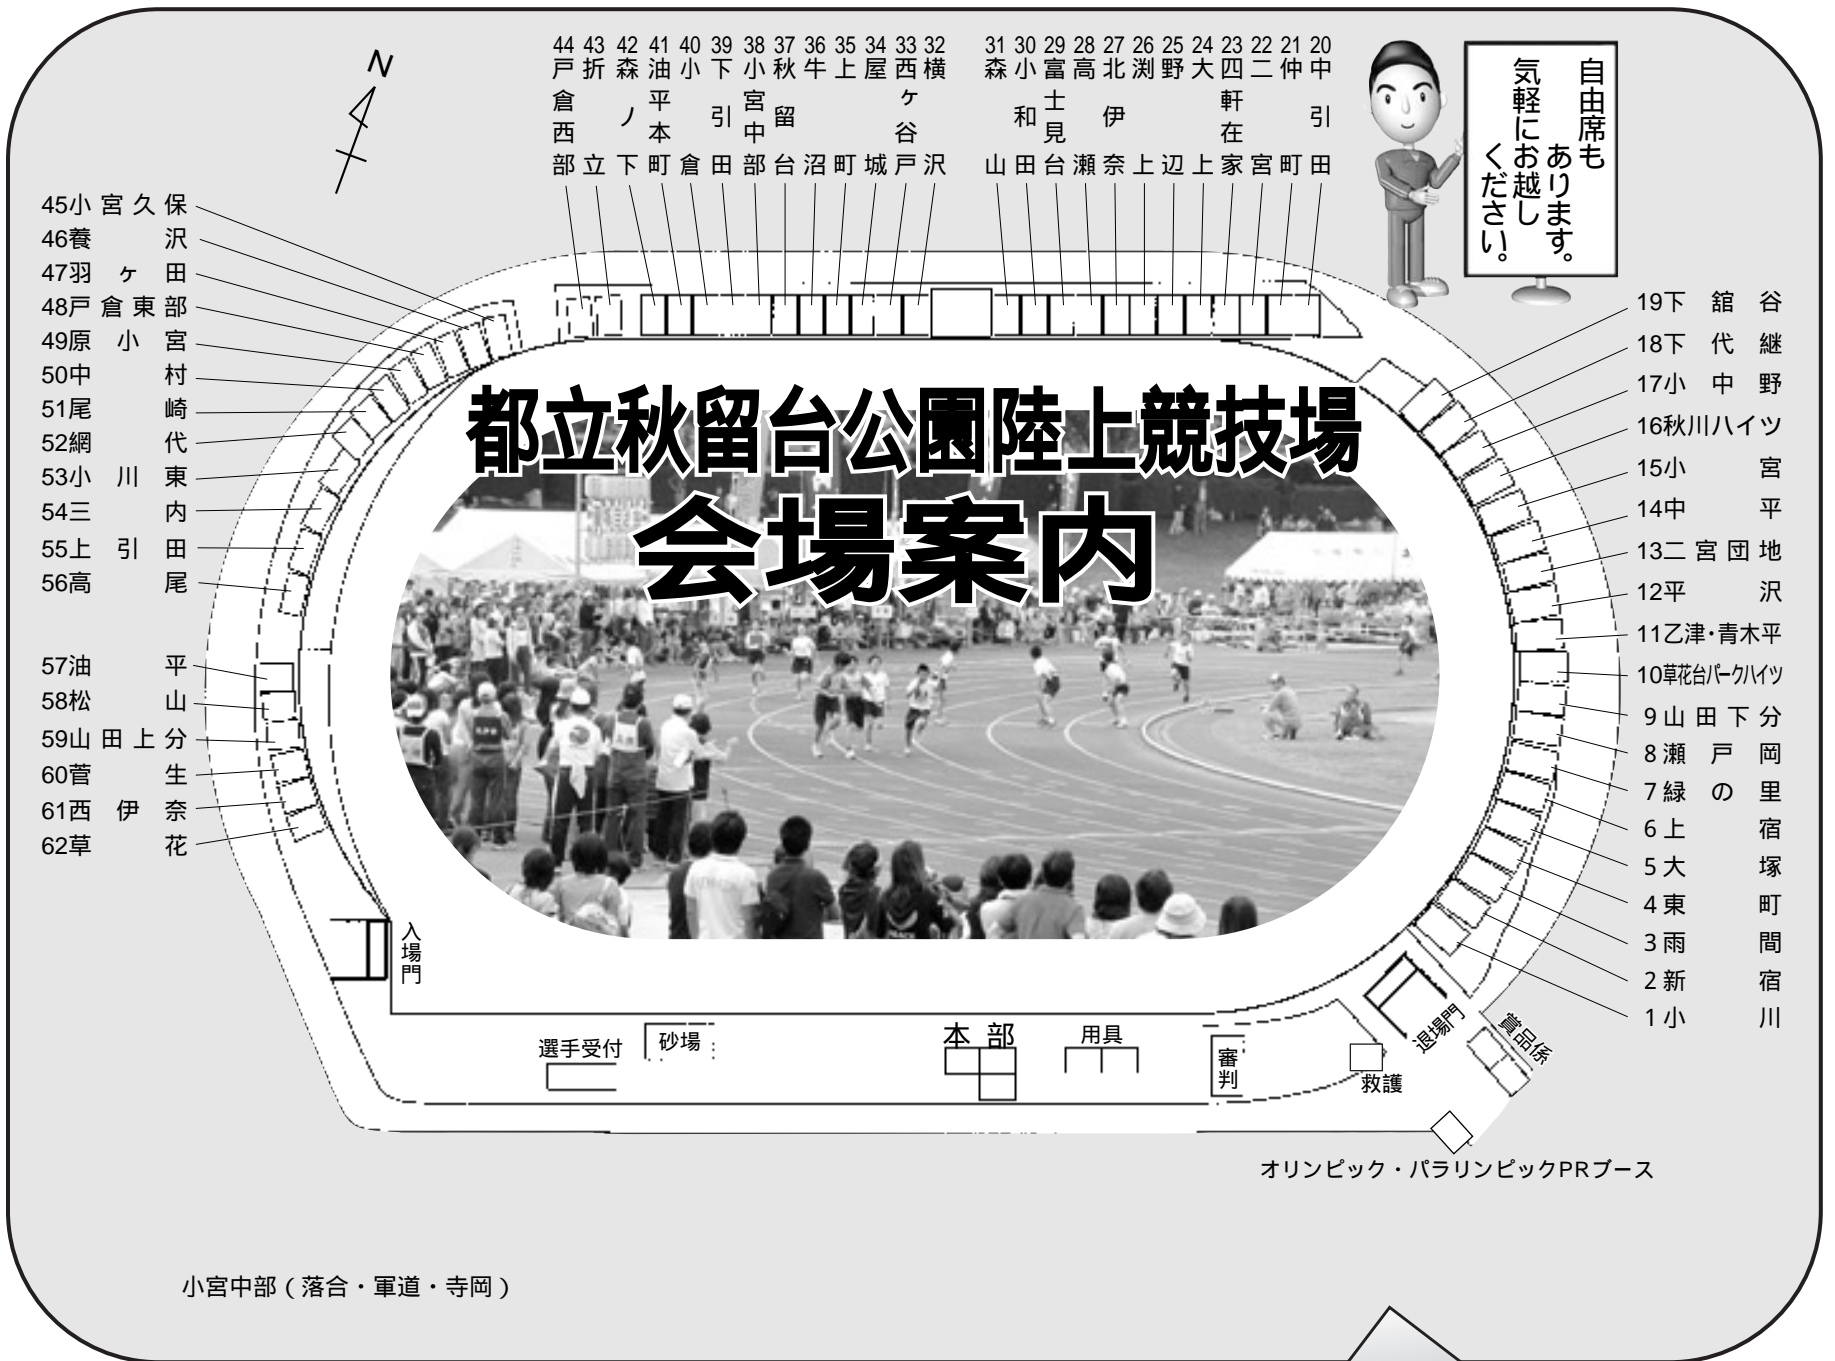 N
44戸倉西部
43折立
42森ノ下
41油平本町
40小倉
39下引田
38小宮中部
37秋留台
36牛沼
35上町
34屋城
33西ヶ谷戸
32横沢
31森山
30小和田
29富士見台
28高瀬
27北伊奈
26渕上
25野辺
24大上
23四軒在家
22二宮
21仲町
20中引田
自由席も
あります。
気軽にお越し
ください。
45小宮久保
46養沢
47羽ヶ田
48戸倉東部
49原小宮
50中村
51尾崎
52網代
53小川東
54三内
55上引田
56高尾
57油平
58松山
59山田上分
60菅生
61西伊奈
62草花
都立秋留台公園陸上競技場
会場案内
19下舘谷
18下代継
17小中野
16秋川ハイツ
15小宮
14中平
13二宮団地
12平沢
11乙津・青木平
10草花台パークハイツ
9山田下分
8瀬戸岡
7緑の里
6上宿
5大塚
4東町
3雨間
2新宿
1小川
入場門
選手受付
砂場
本部
用具
審判
救護
退場門
賞品係
オリンピック・パラリンピックPRブース
小宮中部(落合・軍道・寺岡)